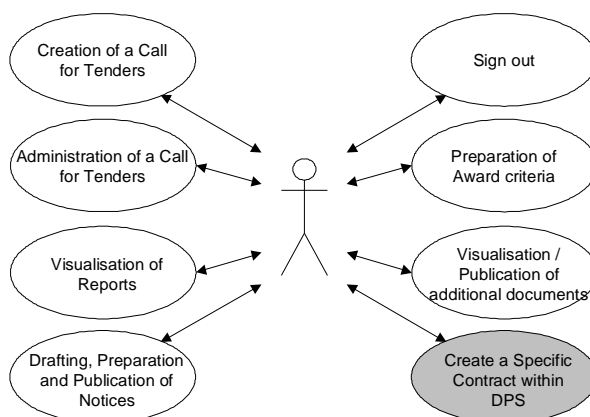 Creation of a Call
for Tenders
Administration of a Call
for Tenders
Visualisation of
Reports
Drafting, Preparation
and Publication of
Notices
Sign out
Preparation of
Award criteria
Visualisation /
Publication of
additional documents
Create a Specific
Contract within
DPS